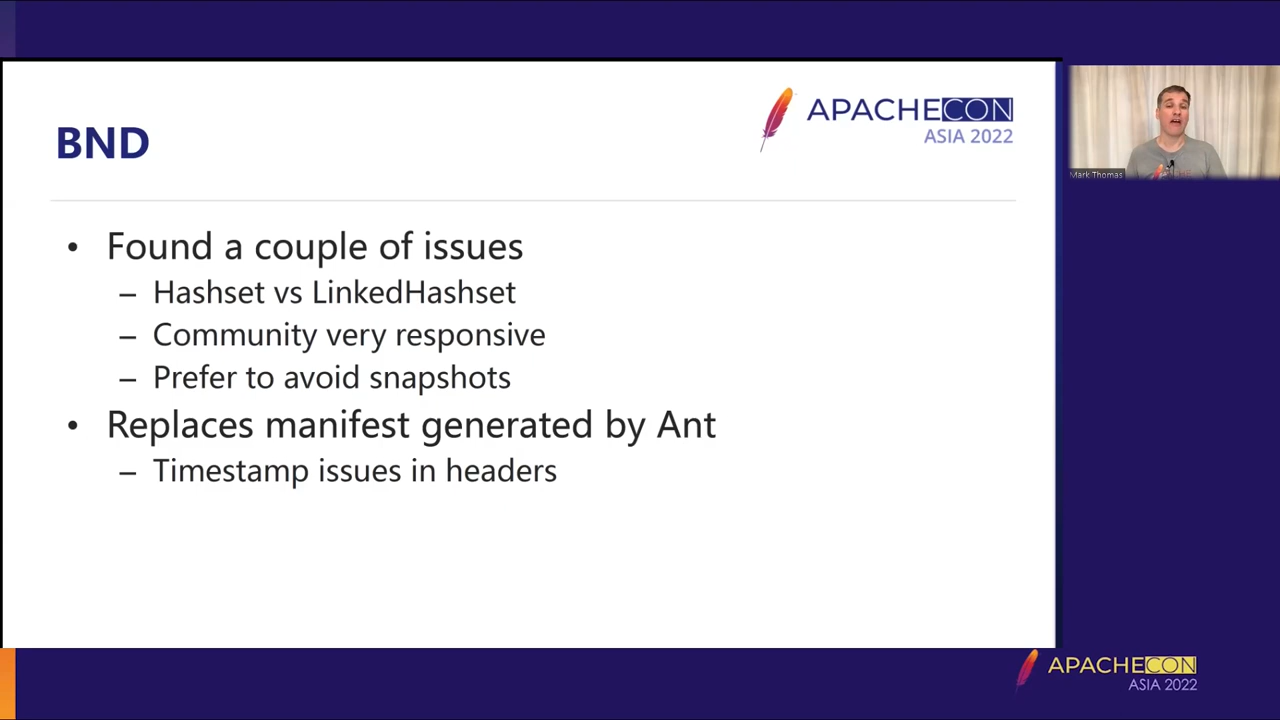 BND
APACHECON
ASIA 2022
Mark Thomas
• Found a couple of issues
– Hashset vs LinkedHashset
– Community very responsive
– Prefer to avoid snapshots
• Replaces manifest generated by Ant
– Timestamp issues in headers
APACHECON
ASIA 2022